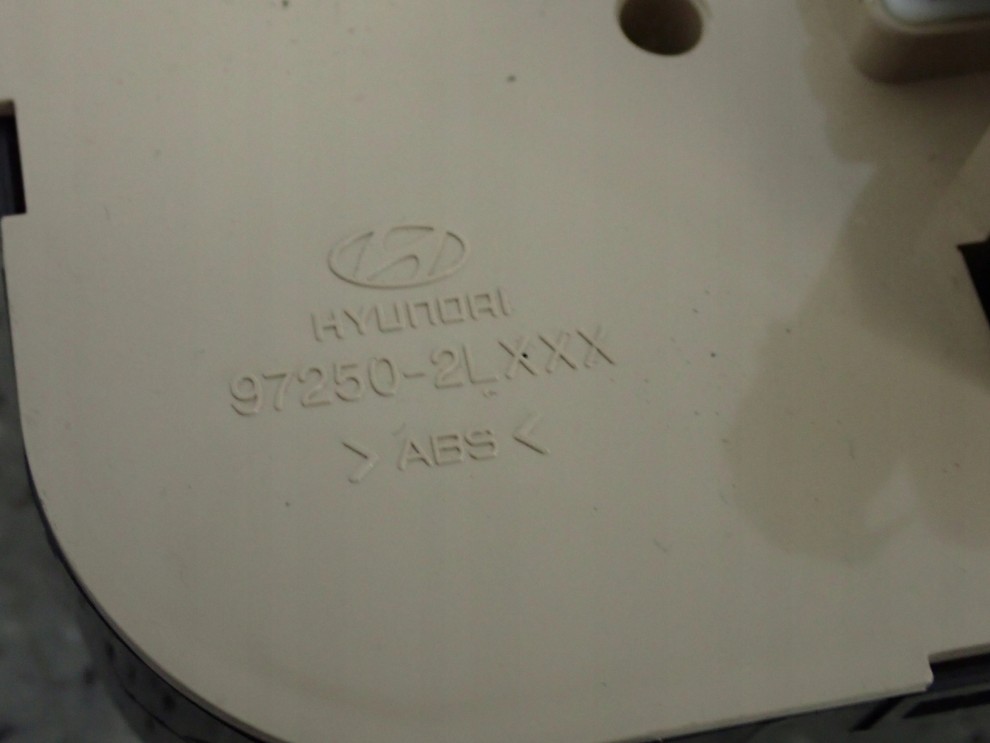 HYUNDAI
97250-2LXXX
>ABS<